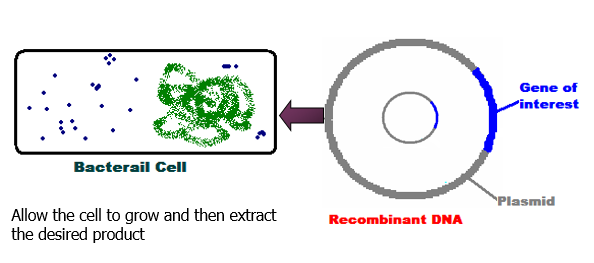 Gene of
interest
Bacterail Cell
Plasmid
Allow the cell to grow and then extract
the desired product
Recombinant DNA